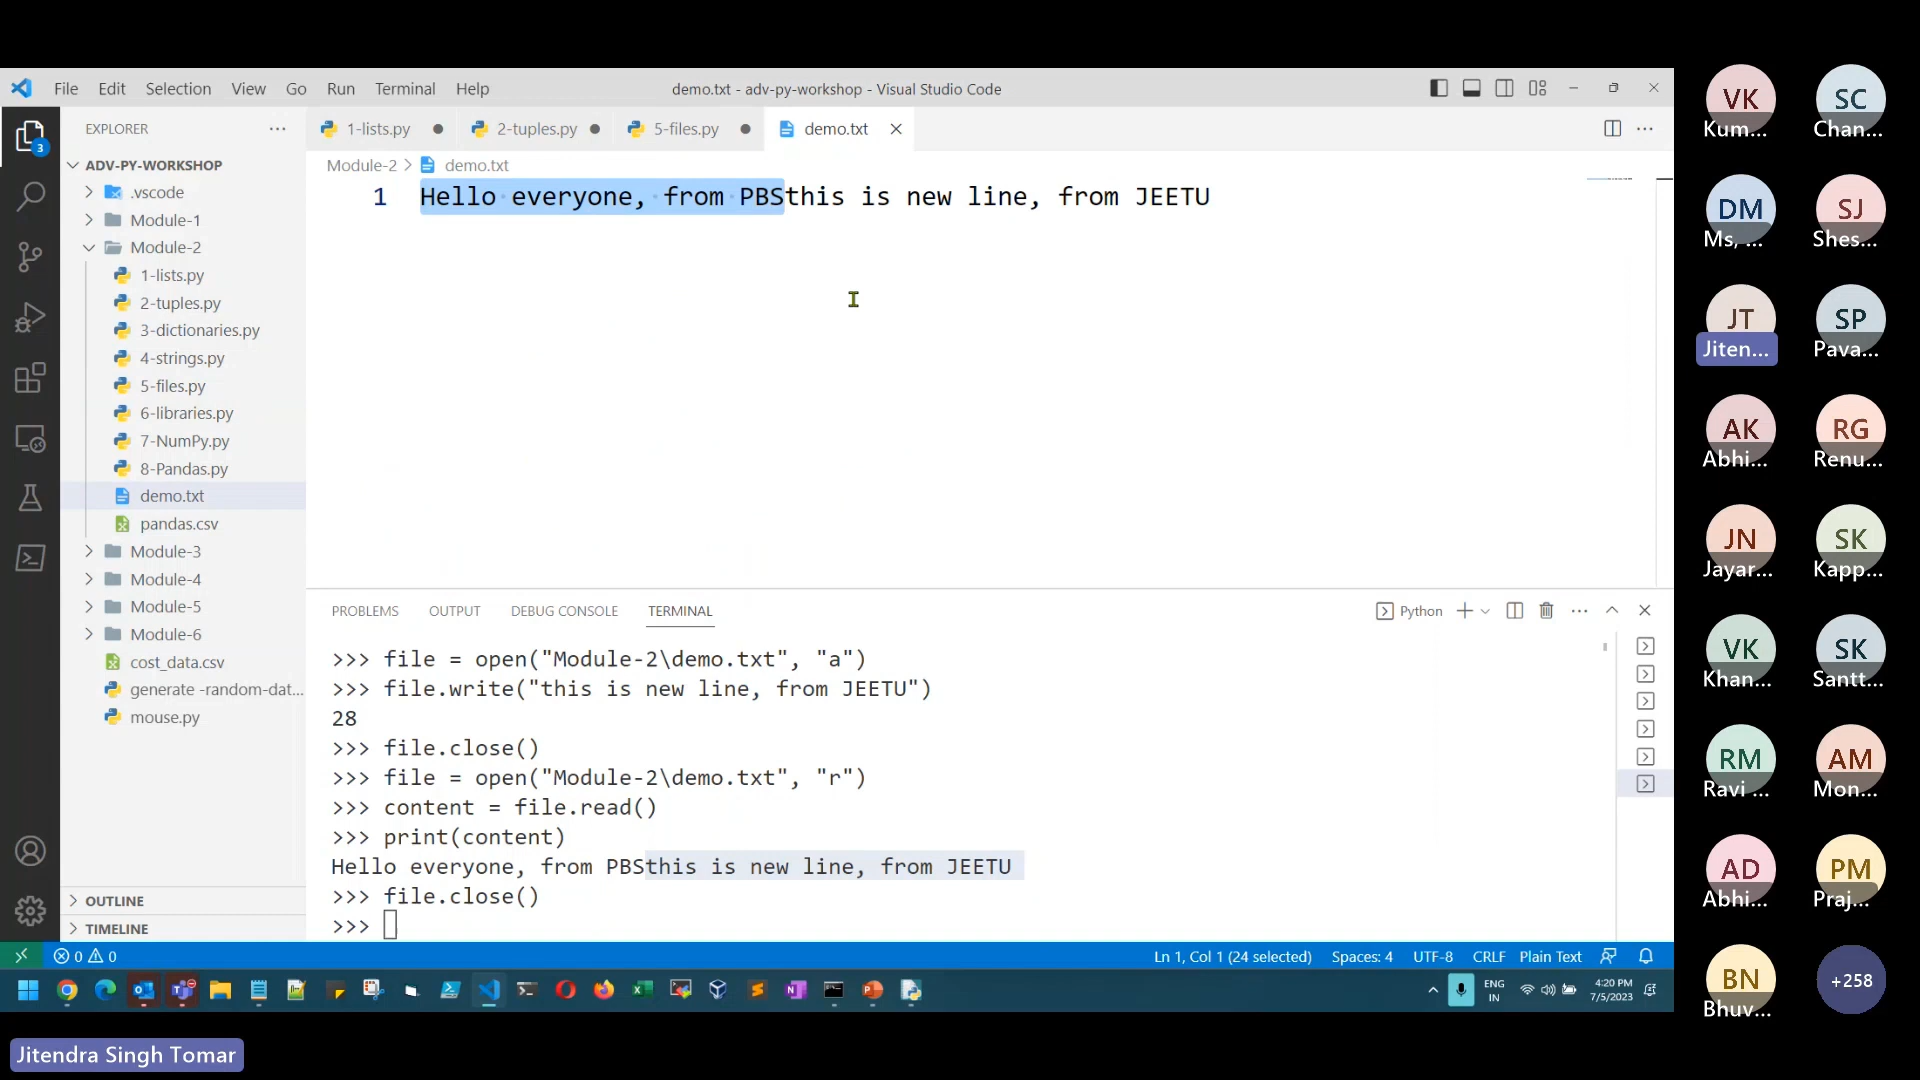 File Edit Selection View Go Run Terminal Help
demo.txt - adv-py-workshop - Visual Studio Code
EXPLORER
3
ADV-PY-WORKSHOP
.vscode
Module-1
Module-2
1-lists.py
2-tuples.py
3-dictionaries.py
4-strings.py
5-files.py
6-libraries.py
7-NumPy.py
8-Pandas.py
demo.txt
pandas.csv
Module-3
Module-4
Module-5
Module-6
cost_data.csv
generate -random-dat...
mouse.py
OUTLINE
TIMELINE
1-lists.py 2-tuples.py 5-files.py demo.txt
Module-2 > demo.txt
1 Hello everyone, from PBSthis is new line, from JEETU
PROBLEMS OUTPUT DEBUG CONSOLE TERMINAL
Python
>>> file = open("Module-2\demo.txt", "a")
>>> file.write("this is new line, from JEETU")
28
>>> file.close()
>>> file = open("Module-2\demo.txt", "r")
>>> content = file.read()
>>> print(content)
Hello everyone, from PBSthis is new line, from JEETU
>>> file.close()
>>>
0 0
Ln 1, Col 1 (24 selected) Spaces: 4 UTF-8 CRLF Plain Text
ENG
IN
4:20 PM
7/5/2023
Jitendra Singh Tomar
VK SC
Kum... Chan...
DM SJ
Ms, ... Shes...
JT SP
Jiten... Pava...
AK RG
Abhi... Renu...
JN SK
Jayar... Kapp...
VK SK
Khan... Santt...
RM AM
Ravi ... Mon...
AD PM
Abhi... Praj...
BN +258
Bhuv...